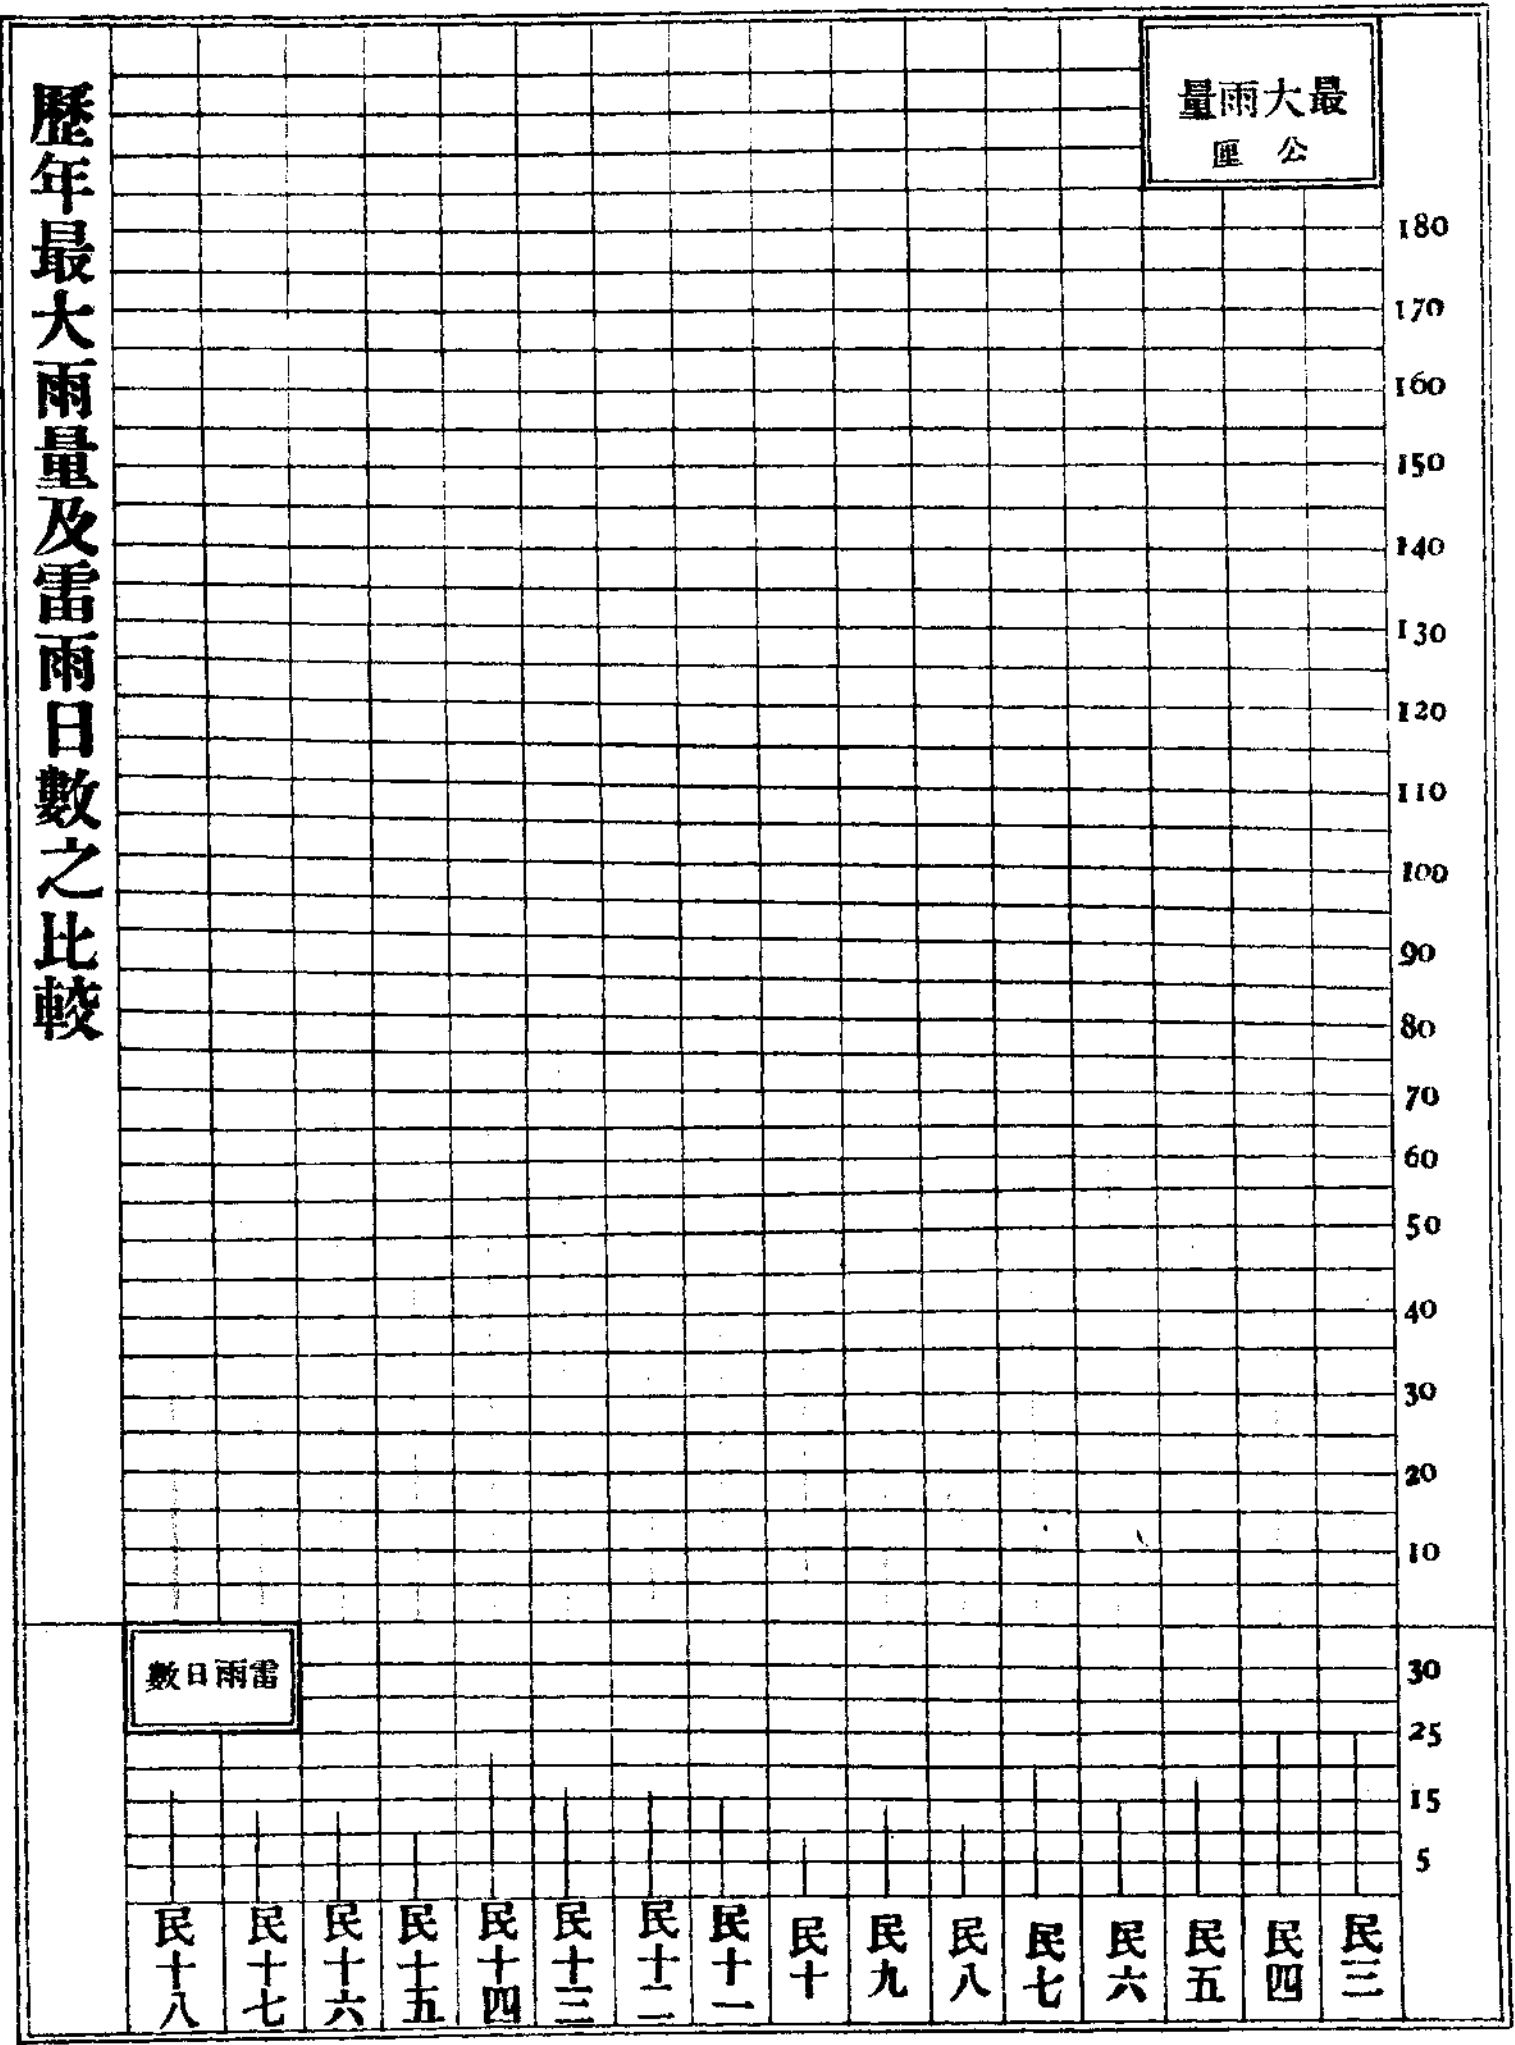 歷年最大雨量及雷雨日數之比較
最大雨量
公厘
180
170
160
150
140
130
120
110
100
90
80
70
60
50
40
30
20
10
雷雨日數
30
25
15
5
民三
民四
民五
民六
民七
民八
民九
民十
民十一
民十二
民十三
民十四
民十五
民十六
民十七
民十八